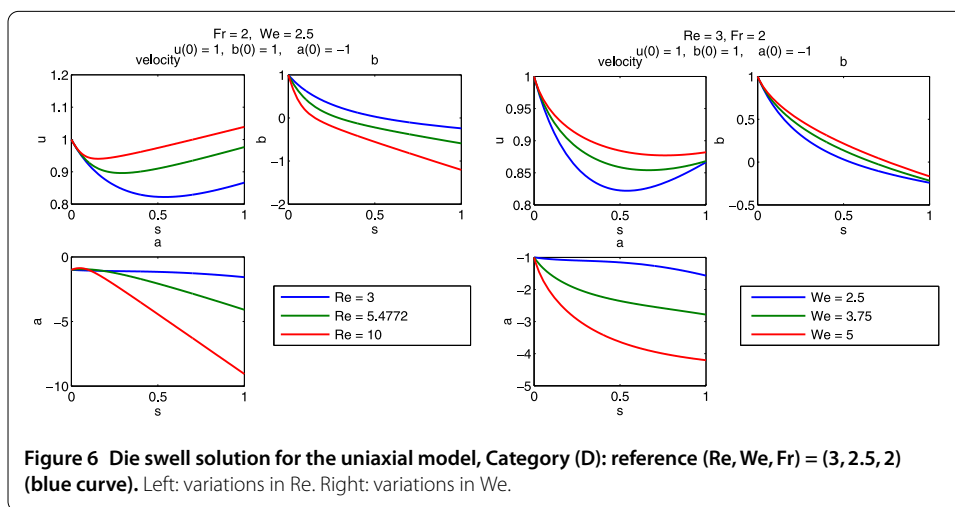 Fr = 2, We = 2.5
u(0) = 1, b(0) = 1, a(0) = −1
velocity
b
1.2
1.1
1
0.9
0.8
u
0
0.5
1
s
1
0
−1
−2
b
0
0.5
1
s
a
0
−5
−10
a
0
0.5
1
s
Re = 3
Re = 5.4772
Re = 10
Re = 3, Fr = 2
u(0) = 1, b(0) = 1, a(0) = −1
velocity
b
1
0.95
0.9
0.85
0.8
u
0
0.5
1
s
1
0.5
0
−0.5
b
0
0.5
1
s
a
−1
−2
−3
−4
−5
a
0
0.5
1
s
We = 2.5
We = 3.75
We = 5
Figure 6 Die swell solution for the uniaxial model, Category (D): reference (Re, We, Fr) = (3, 2.5, 2)
(blue curve). Left: variations in Re. Right: variations in We.